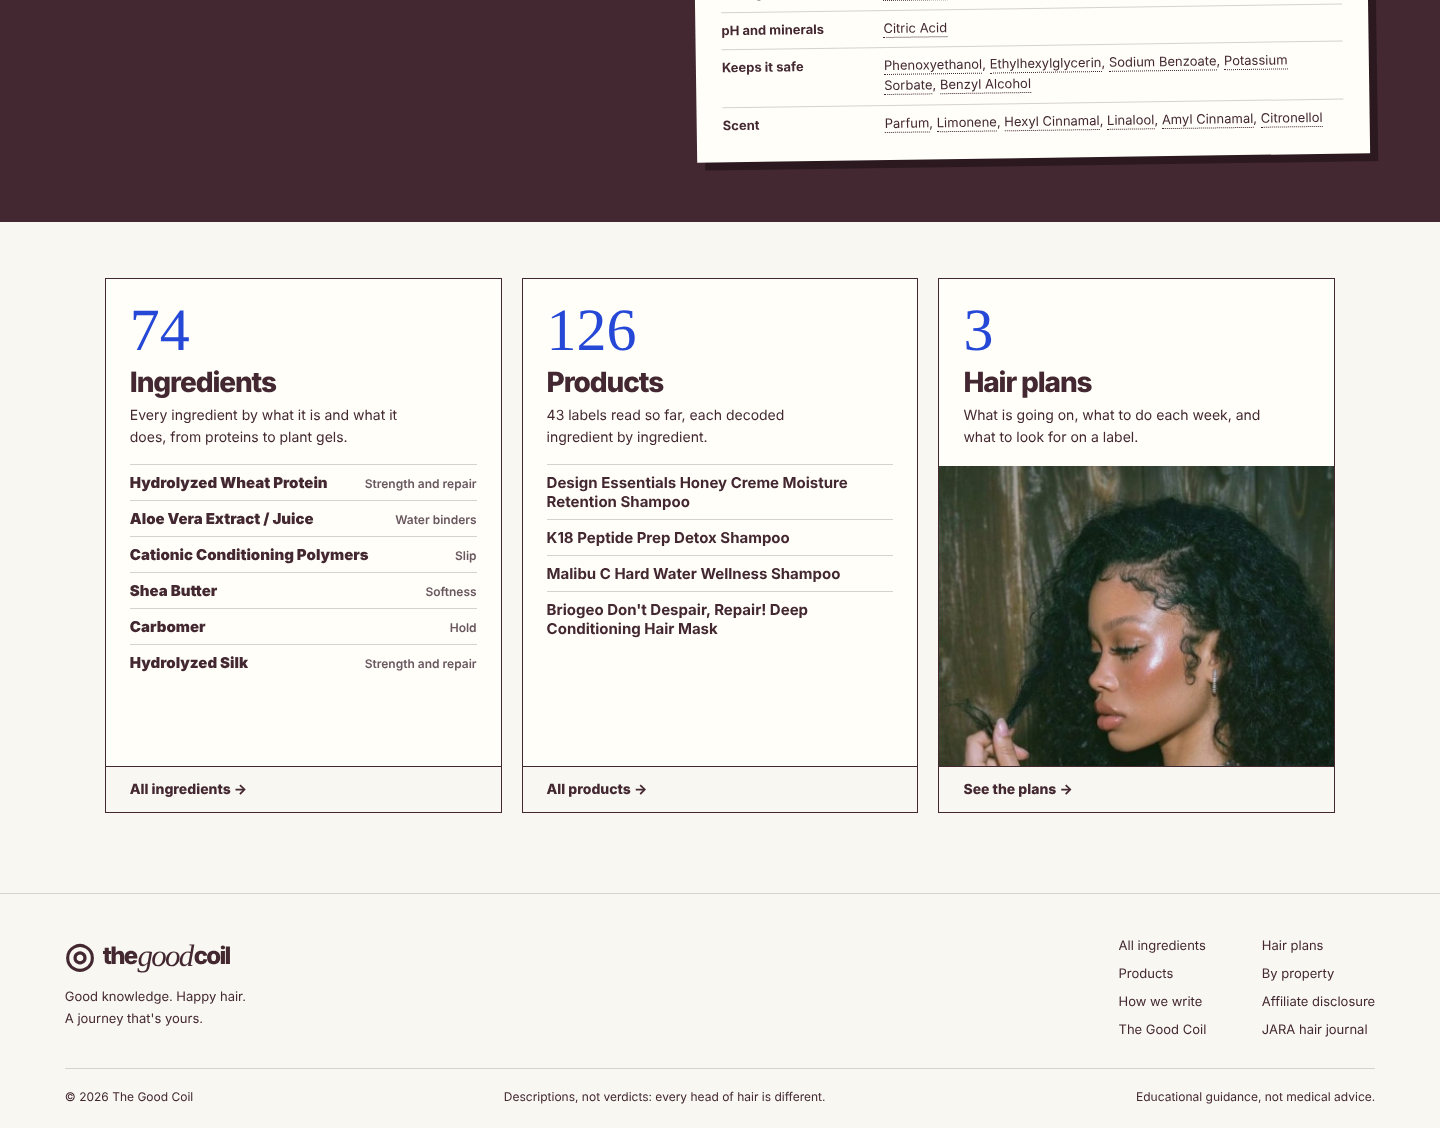 pH and minerals Citric Acid
Keeps it safe Phenoxyethanol, Ethylhexylglycerin, Sodium Benzoate, Potassium
Sorbate, Benzyl Alcohol
Scent Parfum, Limonene, Hexyl Cinnamal, Linalool, Amyl Cinnamal, Citronellol
74
Ingredients
Every ingredient by what it is and what it
does, from proteins to plant gels.
Hydrolyzed Wheat Protein Strength and repair
Aloe Vera Extract / Juice Water binders
Cationic Conditioning Polymers Slip
Shea Butter Softness
Carbomer Hold
Hydrolyzed Silk Strength and repair
All ingredients →
126
Products
43 labels read so far, each decoded
ingredient by ingredient.
Design Essentials Honey Creme Moisture
Retention Shampoo
K18 Peptide Prep Detox Shampoo
Malibu C Hard Water Wellness Shampoo
Briogeo Don't Despair, Repair! Deep
Conditioning Hair Mask
All products →
3
Hair plans
What is going on, what to do each week, and
what to look for on a label.
See the plans →
thegoodcoil
Good knowledge. Happy hair.
A journey that's yours.
All ingredients
Products
How we write
The Good Coil
Hair plans
By property
Affiliate disclosure
JARA hair journal
© 2026 The Good Coil
Descriptions, not verdicts: every head of hair is different.
Educational guidance, not medical advice.